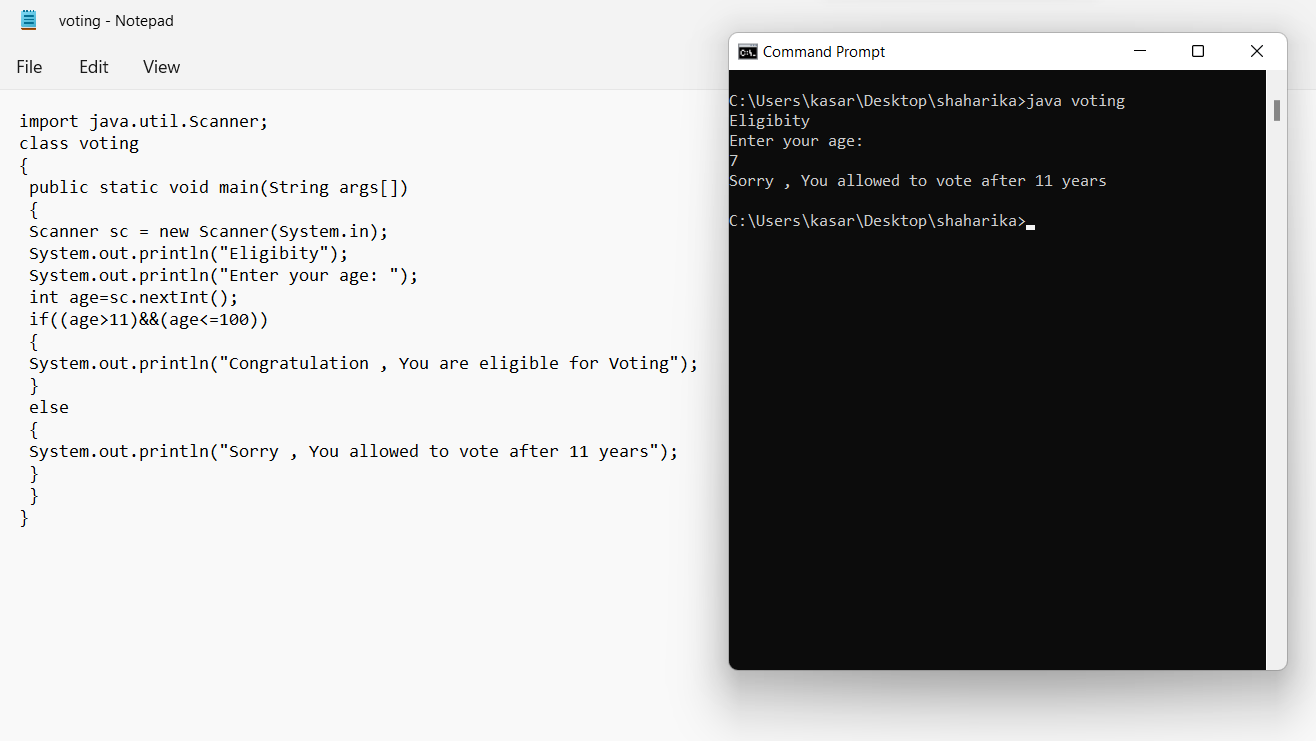 voting - Notepad
File Edit View
import java.util.Scanner;
class voting
{
public static void main(String args[])
{
Scanner sc = new Scanner(System.in);
System.out.println("Eligibity");
System.out.println("Enter your age: ");
int age=sc.nextInt();
if((age>11)&&(age<=100))
{
System.out.println("Congratulation , You are eligible for Voting");
}
else
{
System.out.println("Sorry , You allowed to vote after 11 years");
}
}
}
Command Prompt
C:\Users\kasar\Desktop\shaharika>java voting
Eligibity
Enter your age:
7
Sorry , You allowed to vote after 11 years
C:\Users\kasar\Desktop\shaharika>